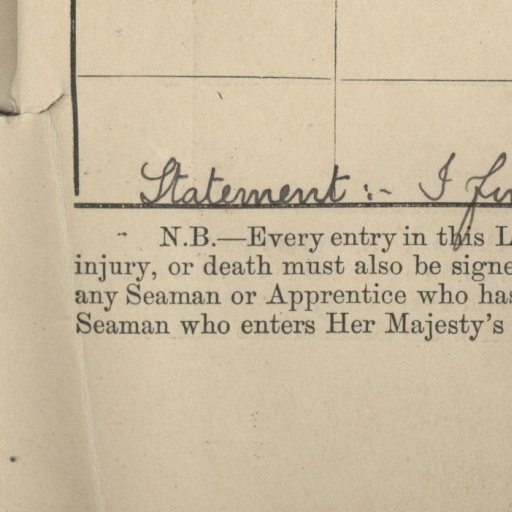 Statement :- I
N.B.—Every entry in this L
injury, or death must also be signe
any Seaman or Apprentice who has
Seaman who enters Her Majesty's